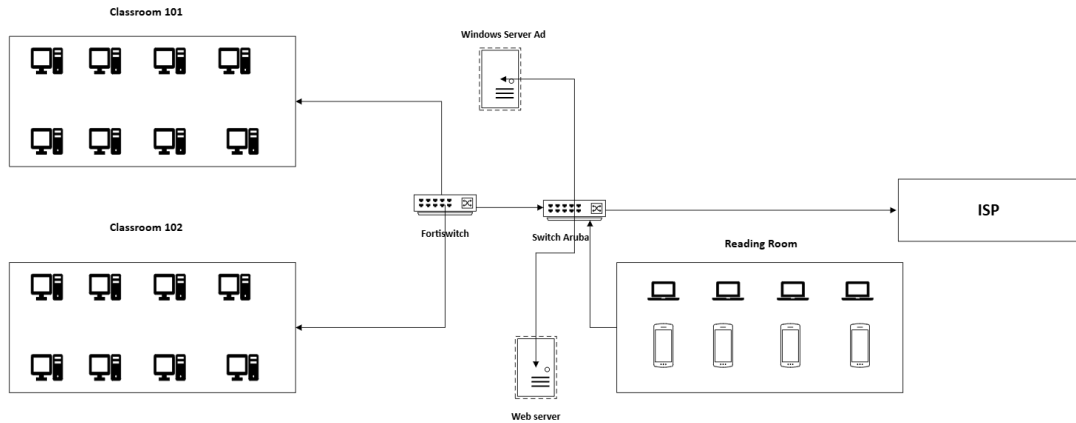 Classroom 101
Windows Server Ad
ISP
Fortiswitch
Switch Aruba
Classroom 102
Reading Room
Web server